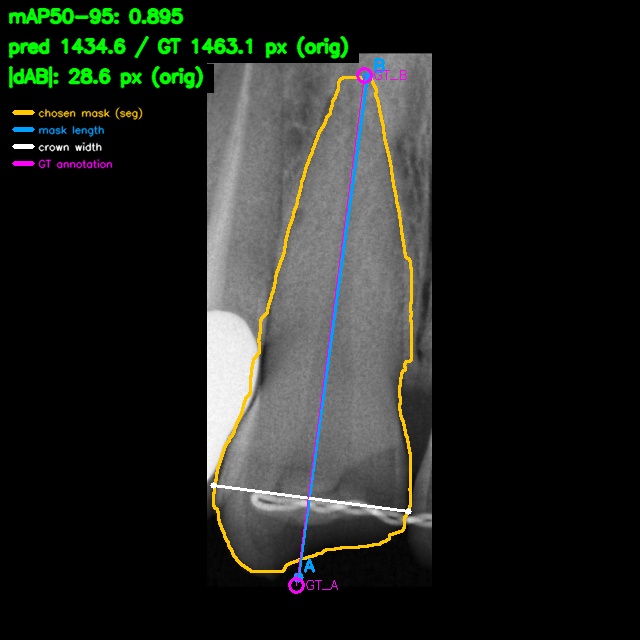 mAP50-95: 0.895
pred 1434.6 / GT 1463.1 px (orig)
|dAB|: 28.6 px (orig)
chosen mask (seg)
mask length
crown width
GT annotation
B
GT_B
A
GT_A